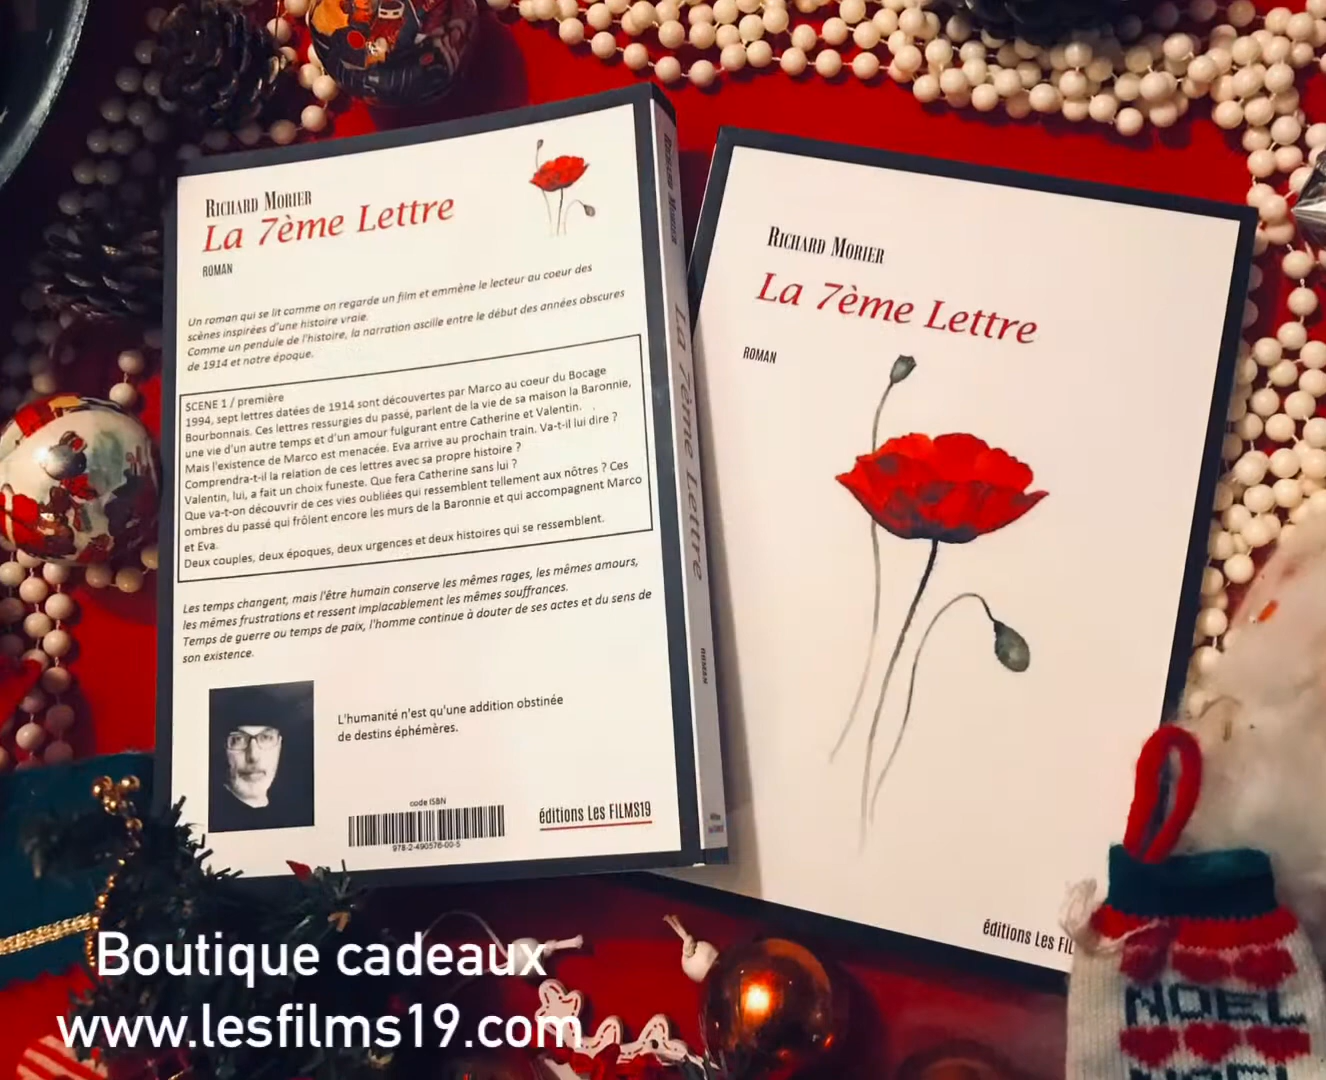 RICHARD MORIER
La 7ème Lettre
ROMAN
Un roman qui se lit comme on regarde un film et emmène le lecteur au coeur des
scènes inspirées d'une histoire vraie.
Comme un pendule de l'histoire, la narration oscille entre le début des années obscures
de 1914 et notre époque.
SCENE 1 / première
1994, sept lettres datées de 1914 sont découvertes par Marco au coeur du Bocage
Bourbonnais. Ces lettres ressurgies du passé, parlent de la vie de sa maison la Baronnie,
une vie d'un autre temps et d'un amour fulgurant entre Catherine et Valentin.
Mais l'existence de Marco est menacée. Eva arrive au prochain train. Va-t-il lui dire ?
Comprendra-t-il la relation de ces lettres avec sa propre histoire ?
Valentin, lui, a fait un choix funeste. Que fera Catherine sans lui ?
Que va-t-on découvrir de ces vies oubliées qui ressemblent tellement aux nôtres ? Ces
ombres du passé qui frôlent encore les murs de la Baronnie et qui accompagnent Marco
et Eva.
Deux couples, deux époques, deux urgences et deux histoires qui se ressemblent.
Les temps changent, mais l'être humain conserve les mêmes rages, les mêmes amours,
les mêmes frustrations et ressent implacablement les mêmes souffrances.
Temps de guerre ou temps de paix, l'homme continue à douter de ses actes et du sens de
son existence.
L'humanité n'est qu'une addition obstinée
de destins éphémères.
code ISBN
978-2-490576-00-5
éditions Les FILMS19
RICHARD MORIER
La 7ème Lettre
ROMAN
RICHARD MORIER
La 7ème Lettre
ROMAN
éditions Les FIL
NOEL
Boutique cadeaux
www.lesfilms19.com